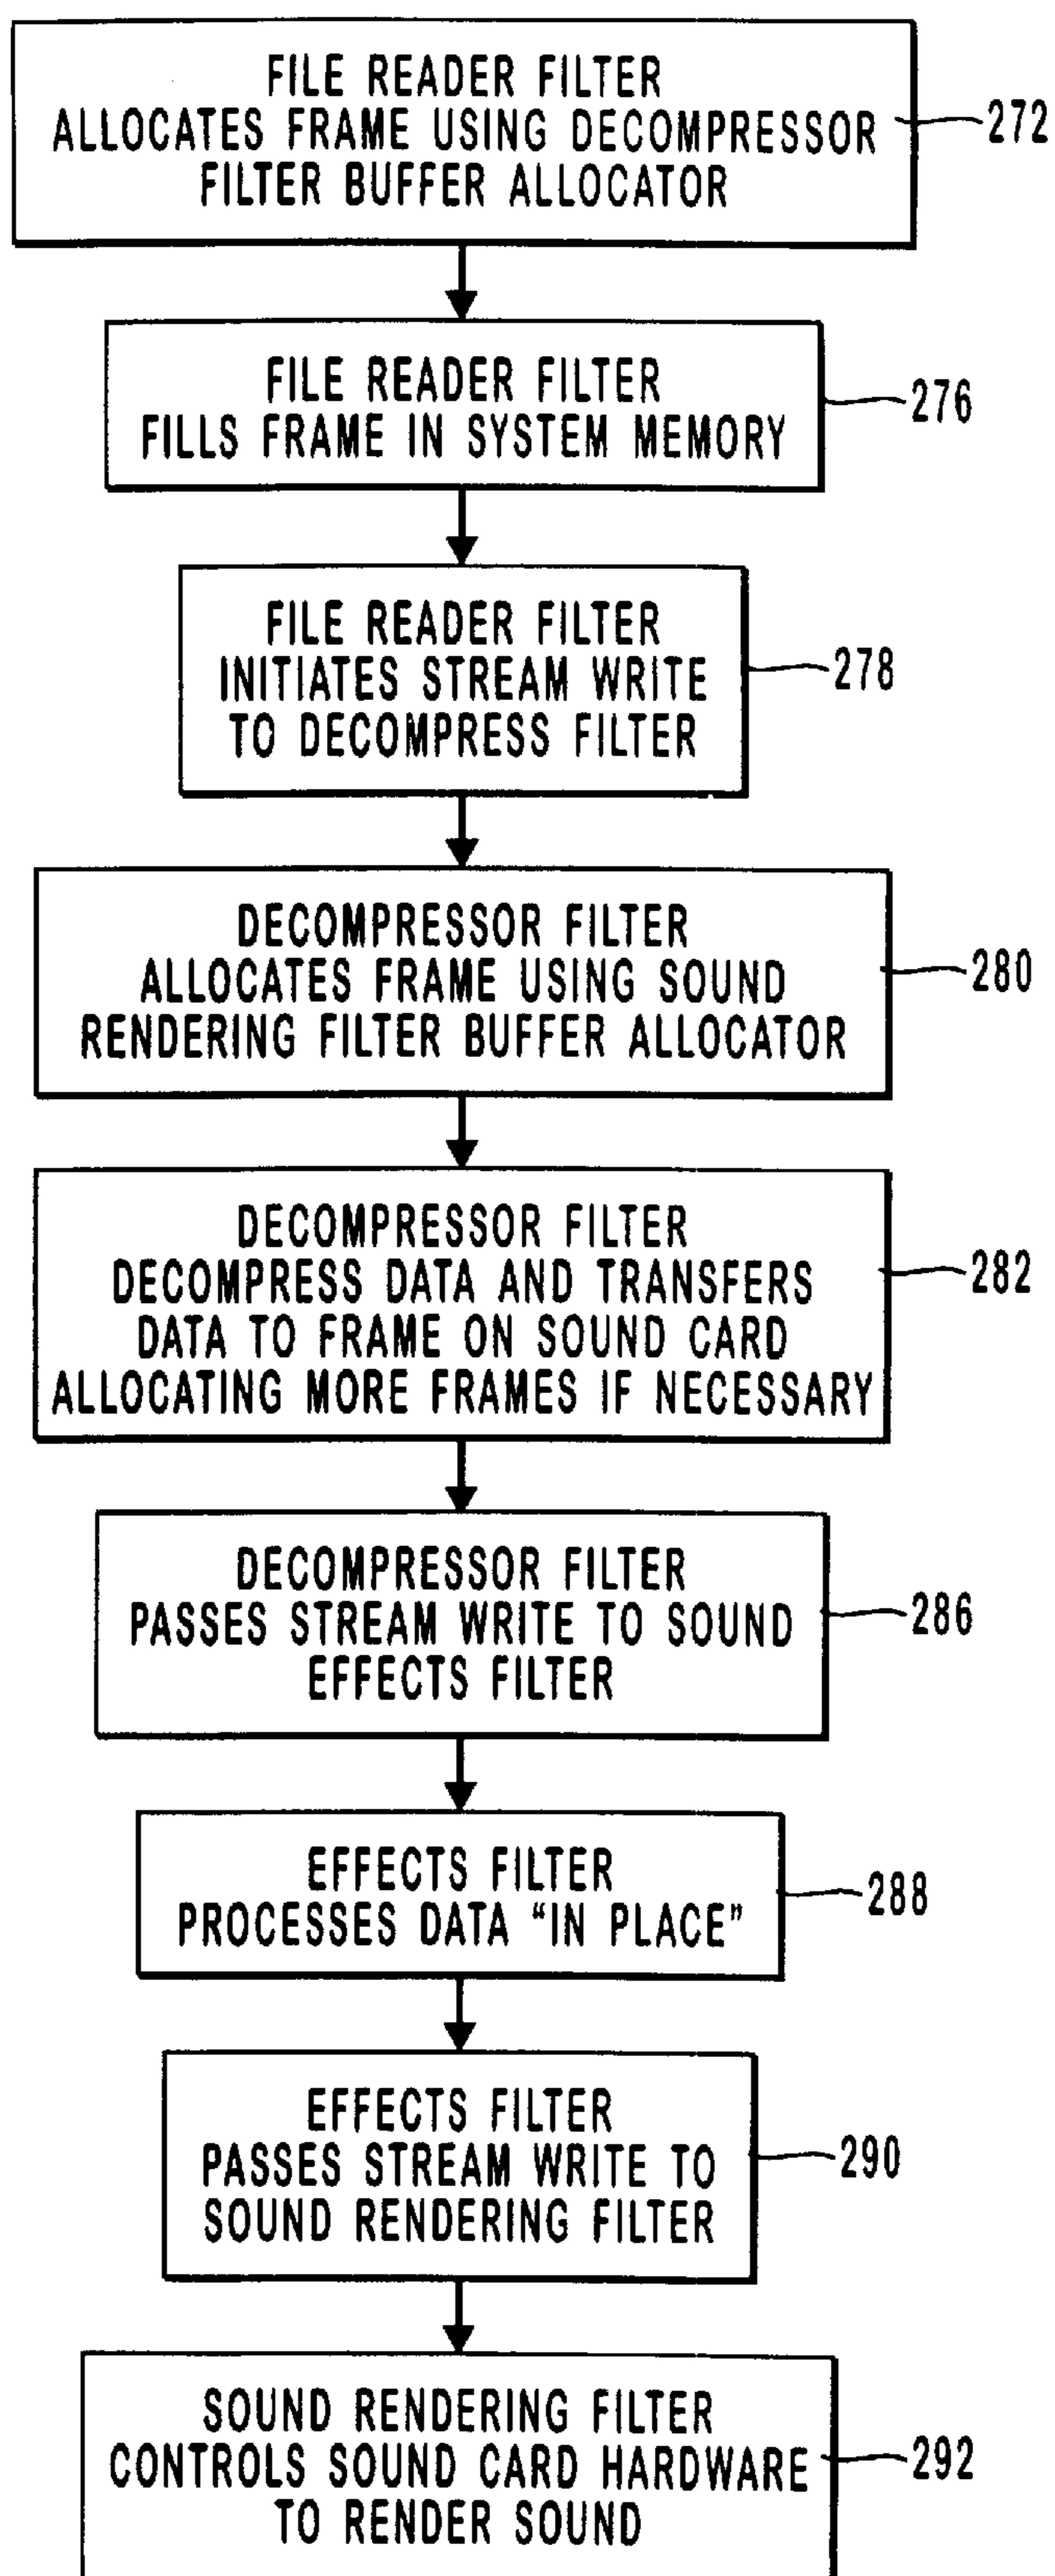 FILE READER FILTER
ALLOCATES FRAME USING DECOMPRESSOR
FILTER BUFFER ALLOCATOR
272
FILE READER FILTER
FILLS FRAME IN SYSTEM MEMORY
276
FILE READER FILTER
INITIATES STREAM WRITE
TO DECOMPRESS FILTER
278
DECOMPRESSOR FILTER
ALLOCATES FRAME USING SOUND
RENDERING FILTER BUFFER ALLOCATOR
280
DECOMPRESSOR FILTER
DECOMPRESS DATA AND TRANSFERS
DATA TO FRAME ON SOUND CARD
ALLOCATING MORE FRAMES IF NECESSARY
282
DECOMPRESSOR FILTER
PASSES STREAM WRITE TO SOUND
EFFECTS FILTER
286
EFFECTS FILTER
PROCESSES DATA “IN PLACE”
288
EFFECTS FILTER
PASSES STREAM WRITE TO
SOUND RENDERING FILTER
290
SOUND RENDERING FILTER
CONTROLS SOUND CARD HARDWARE
TO RENDER SOUND
292